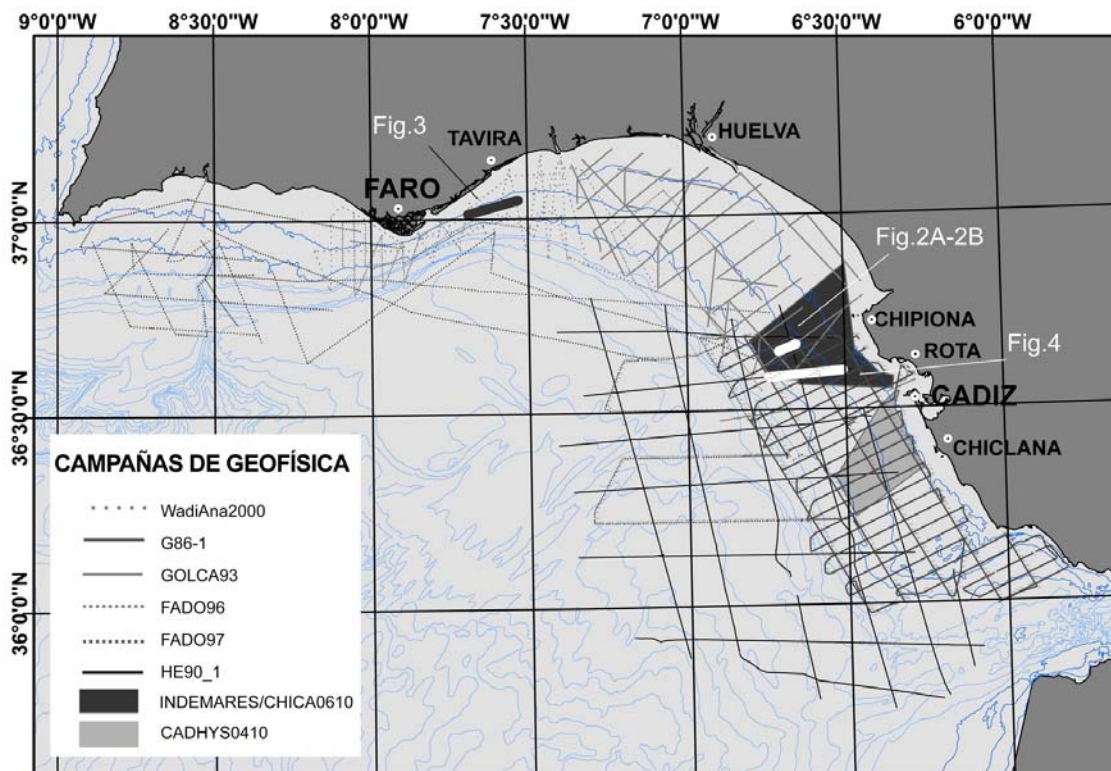 9°0'0"W 8°30'0"W 8°0'0"W 7°30'0"W 7°0'0"W 6°30'0"W 6°0'0"W
Fig.3
TAVIRA
HUELVA
FARO
37°0'0"N
Fig.2A-2B
CHIPIONA
ROTA
Fig.4
CADIZ
36°30'0"N
CHICLANA
CAMPAÑAS DE GEOFÍSICA
WadiAna2000
G86-1
GOLCA93
FADO96
FADO97
HE90_1
INDEMARES/CHICA0610
CADHYS0410
36°0'0"N